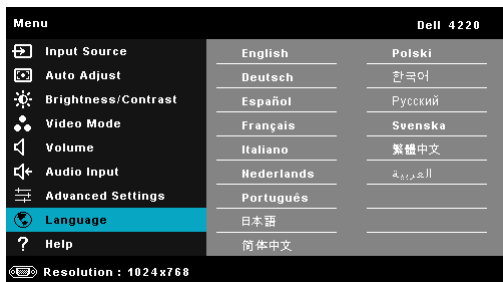 Menu Dell 4220
Input Source English Polski
Auto Adjust Deutsch 한국어
Brightness/Contrast Español Русский
Video Mode Français Svenska
Volume Italiano 繁體中文
Audio Input Nederlands العربية
Advanced Settings Português
Language 日本語
? Help 简体中文
Resolution : 1024x768